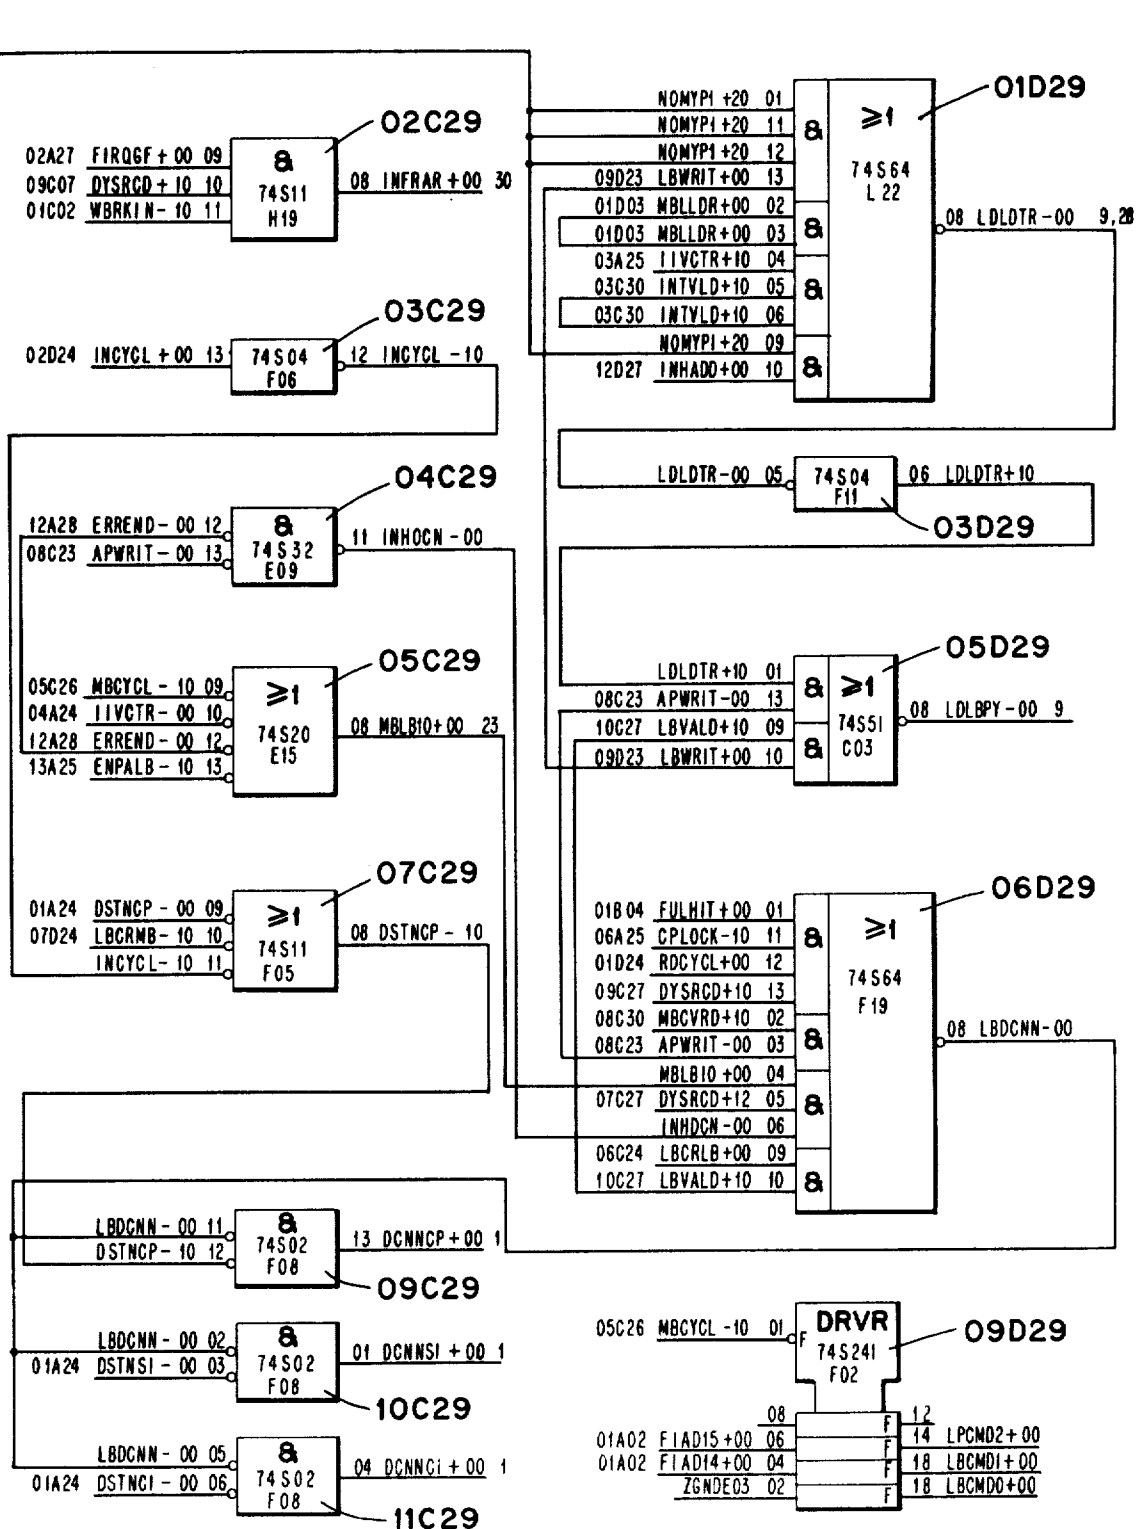 02C29
02A27 FIRQGF + 00 09
09C07 DYSRCD + 10 10
01C02 WBRKIN - 10 11
&
74S11
H19
08 INFRAR + 00 30
03C29
02D24 INCYCL + 00 13
74S04
F06
12 INCYCL - 10
04C29
12A28 ERREND - 00 12
08C23 APWRIT - 00 13
&
74S32
E09
11 INHOCN - 00
05C29
05C26 MBCYCL - 10 09
04A24 IIVCTR - 00 10
12A28 ERREND - 00 12
13A25 ENPALB - 10 13
≥1
74S20
E15
08 MBLB10+00 23
07C29
01A24 DSTNCP - 00 09
07D24 LBCRMB - 10 10
INCYCL - 10 11
≥1
74S11
F05
08 DSTNCP - 10
LBDCNN - 00 11
DSTNCP - 10 12
&
74S02
F08
13 DCNNCP + 00 1
09C29
LBDCNN - 00 02
01A24 DSTNSI - 00 03
&
74S02
F08
01 DCNNSI + 00 1
10C29
LBDCNN - 00 05
01A24 DSTNCI - 00 06
&
74S02
F08
04 DCNNCI + 00 1
11C29
01D29
NOMYP1 +20 01
NOMYP1 +20 11
NOMYP1 +20 12
09D23 LBWRIT+00 13
01D03 MBLLDR+00 02
01D03 MBLLDR+00 03
03A25 IIVCTR+10 04
03C30 INTVLD+10 05
03C30 INTVLD+10 06
NOMYP1+20 09
12D27 INHADD+00 10
&
&
&
&
≥1
74S64
L22
08 LDLDTR-00 9,28
LDLDTR-00 05
74S04
F11
06 LDLDTR+10
03D29
05D29
LDLDTR+10 01
08C23 APWRIT-00 13
10C27 LBVALD+10 09
09D23 LBWRIT+00 10
&
&
≥1
74S51
C03
08 LDLBPY-00 9
06D29
01B04 FULHIT+00 01
06A25 CPLOCK-10 11
01D24 RDCYCL+00 12
09C27 DYSRCD+10 13
08C30 MBCVRD+10 02
08C23 APWRIT-00 03
MBLB10 +00 04
07C27 DYSRCD+12 05
INHDCN -00 06
06C24 LBCRLB+00 09
10C27 LBVALD+10 10
&
&
&
&
≥1
74S64
F19
08 LBDCNN-00
05C26 MBCYCL -10 01
F
DRVR
74S241
F02
09D29
08 F 12
01A02 FIAD15+00 06 F 14 LPCMD2+00
01A02 FIAD14+00 04 F 18 LBCMD1+00
ZGNDE03 02 F 18 LBCMD0+00